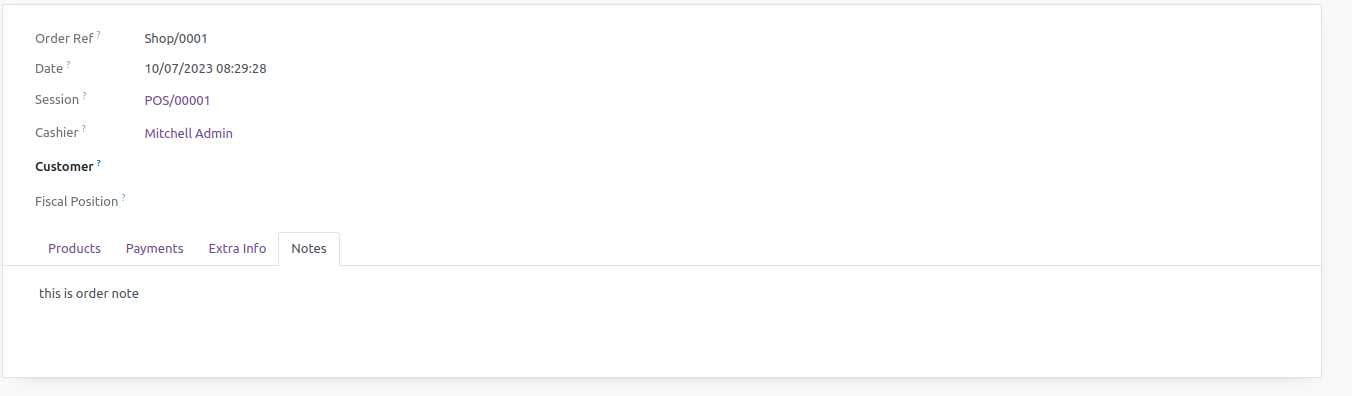 Order Ref ? Shop/0001
Date ? 10/07/2023 08:29:28
Session ? POS/00001
Cashier ? Mitchell Admin
Customer ?
Fiscal Position ?
Products Payments Extra Info Notes
this is order note